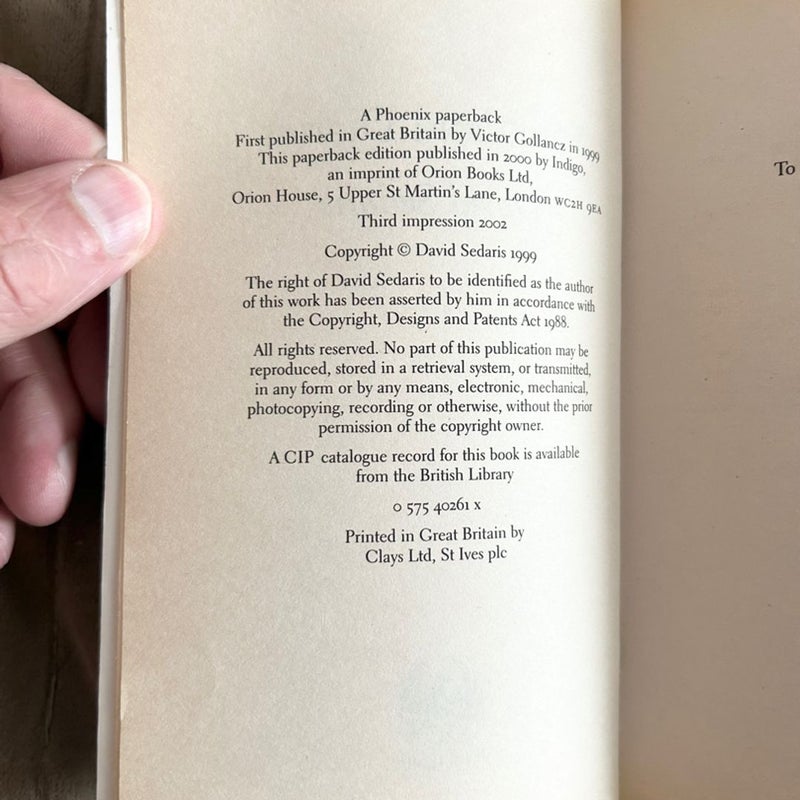 A Phoenix paperback
First published in Great Britain by Victor Gollancz in 1999
This paperback edition published in 2000 by Indigo,
an imprint of Orion Books Ltd,
Orion House, 5 Upper St Martin's Lane, London WC2H 9EA
Third impression 2002
Copyright © David Sedaris 1999
The right of David Sedaris to be identified as the author
of this work has been asserted by him in accordance with
the Copyright, Designs and Patents Act 1988.
All rights reserved. No part of this publication may be
reproduced, stored in a retrieval system, or transmitted,
in any form or by any means, electronic, mechanical,
photocopying, recording or otherwise, without the prior
permission of the copyright owner.
A CIP catalogue record for this book is available
from the British Library
0 575 40261 x
Printed in Great Britain by
Clays Ltd, St Ives plc
To